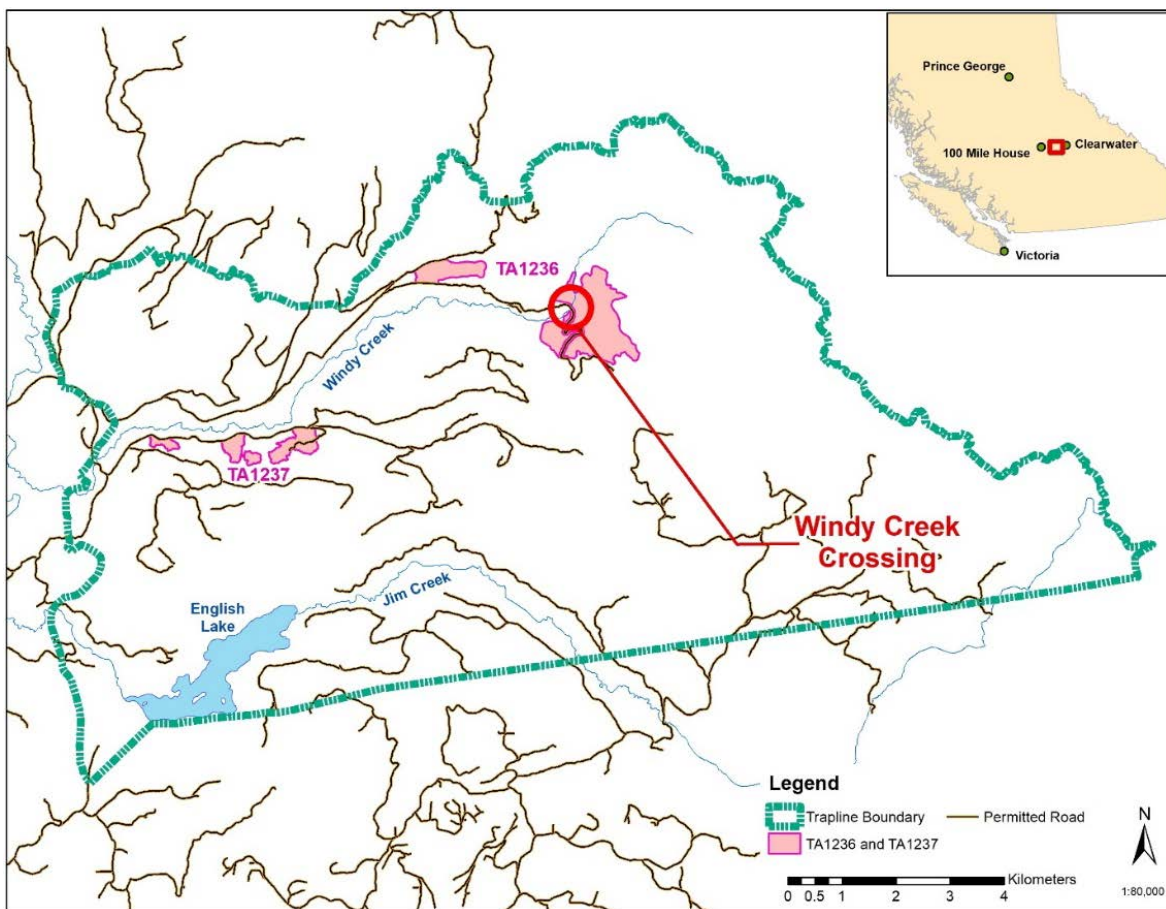 Prince George
100 Mile House
Clearwater
Victoria
TA1236
Windy Creek
TA1237
Windy Creek
Crossing
English
Lake
Jim Creek
Legend
Trapline Boundary
Permitted Road
TA1236 and TA1237
N
Kilometers
0 0.5 1 2 3 4
1:80,000